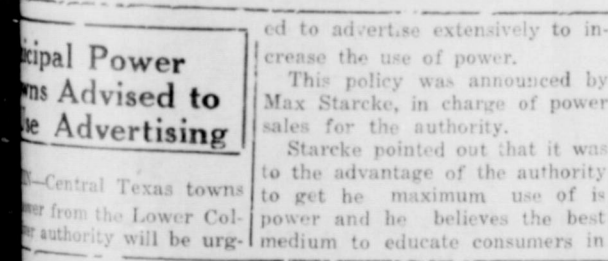 icipal Power
wns Advised to
se Advertising
N—Central Texas towns
wer from the Lower Col-
er authority will be urg-
ed to advertise extensively to in-
crease the use of power.
This policy was announced by
Max Starcke, in charge of power
sales for the authority.
Starcke pointed out that it was
to the advantage of the authority
to get he maximum use of is
power and he believes the best
medium to educate consumers in